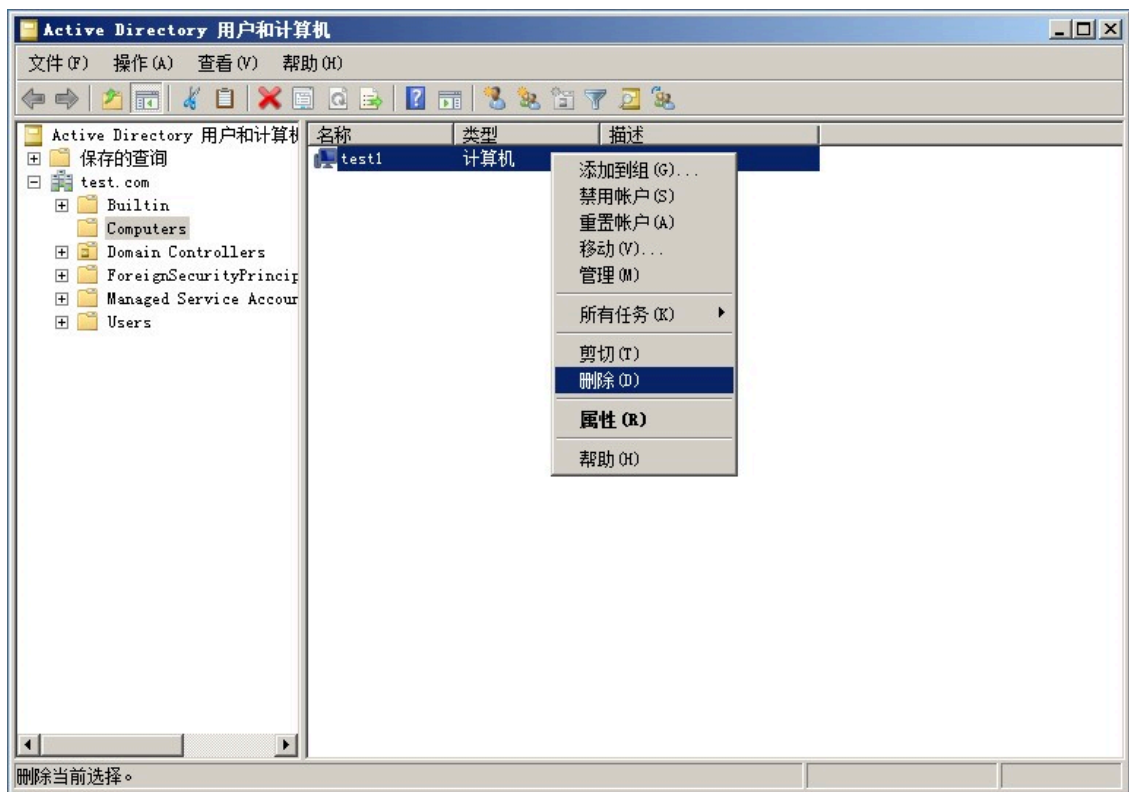 Active Directory 用户和计算机
文件(F) 操作(A) 查看(V) 帮助(H)
Active Directory 用户和计算机
保存的查询
test.com
Builtin
Computers
Domain Controllers
ForeignSecurityPrincip
Managed Service Accour
Users
名称 类型 描述
test1 计算机
添加到组(G)...
禁用帐户(S)
重置帐户(A)
移动(V)...
管理(M)
所有任务(K)
剪切(T)
删除(D)
属性(R)
帮助(H)
删除当前选择。